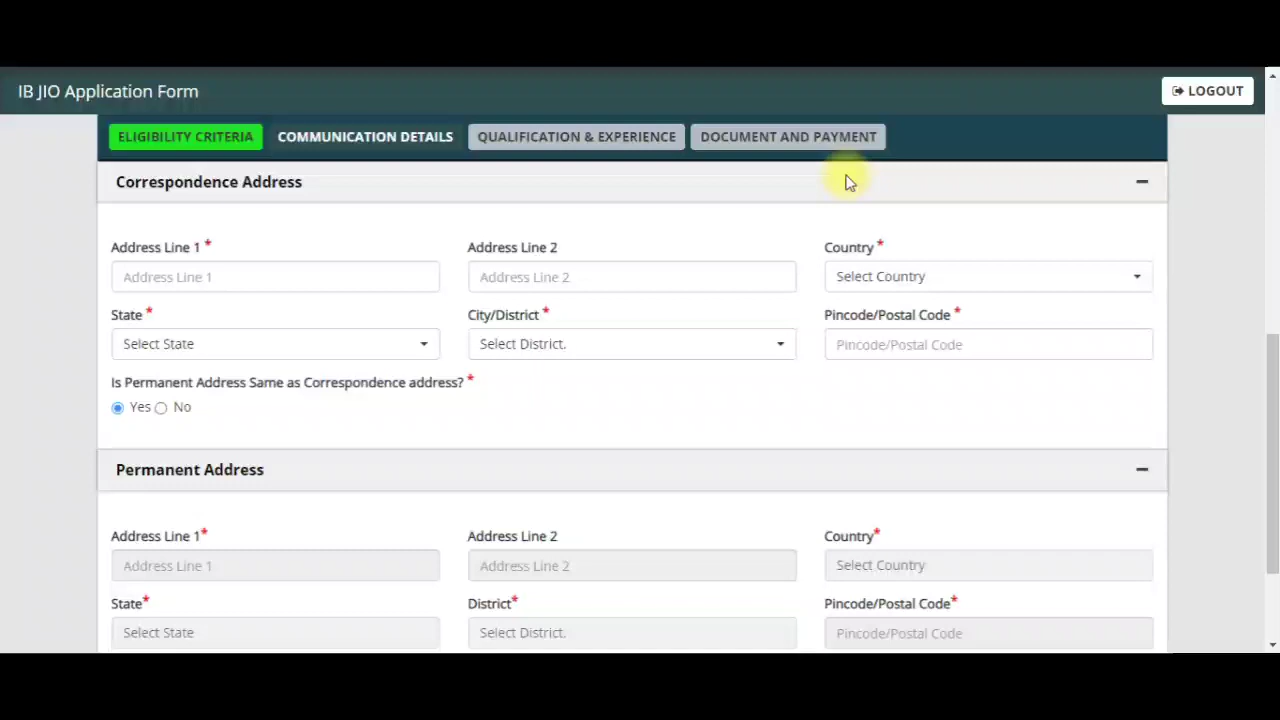 IB JIO Application Form
LOGOUT
ELIGIBILITY CRITERIA COMMUNICATION DETAILS QUALIFICATION & EXPERIENCE DOCUMENT AND PAYMENT
Correspondence Address
Address Line 1 * Address Line 2 Country *
Address Line 1 Address Line 2 Select Country
State * City/District * Pincode/Postal Code *
Select State Select District. Pincode/Postal Code
Is Permanent Address Same as Correspondence address? *
Yes No
Permanent Address
Address Line 1* Address Line 2 Country*
Address Line 1 Address Line 2 Select Country
State* District* Pincode/Postal Code*
Select State Select District. Pincode/Postal Code